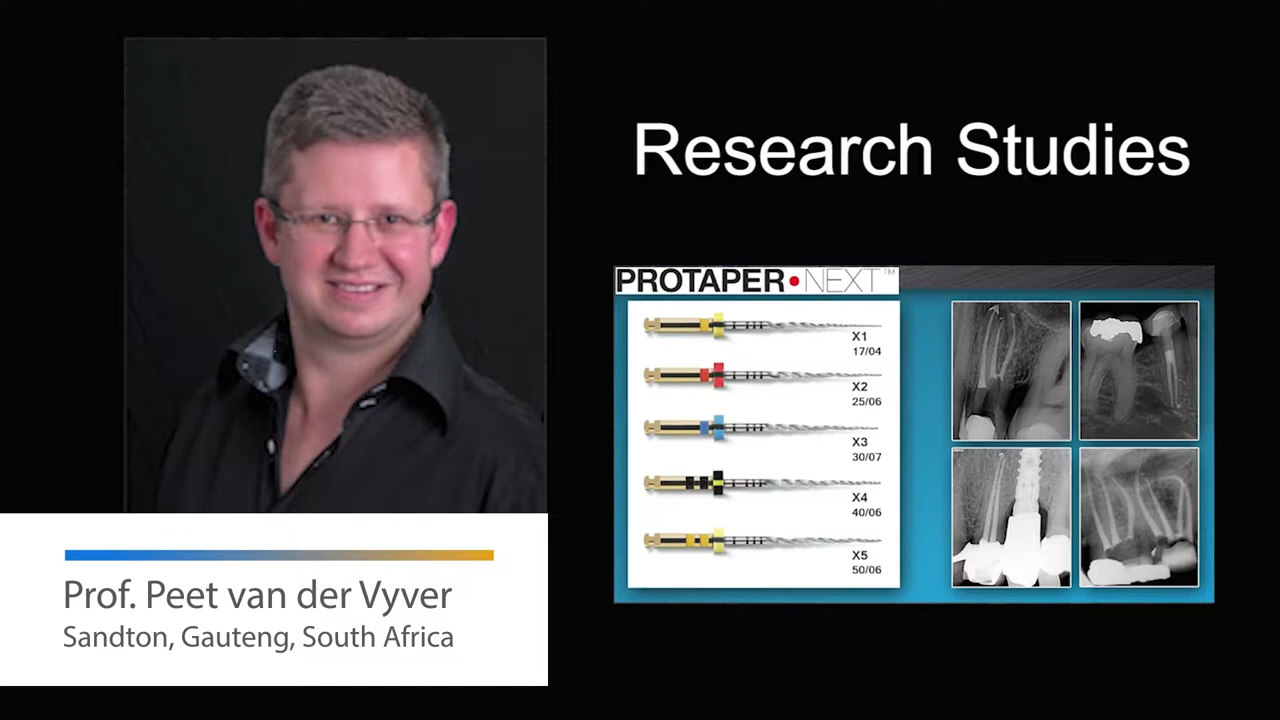 Research Studies
PROTAPER NEXT™
X1
17/04
X2
25/06
X3
30/07
X4
40/06
X5
50/06
Prof. Peet van der Vyver
Sandton, Gauteng, South Africa